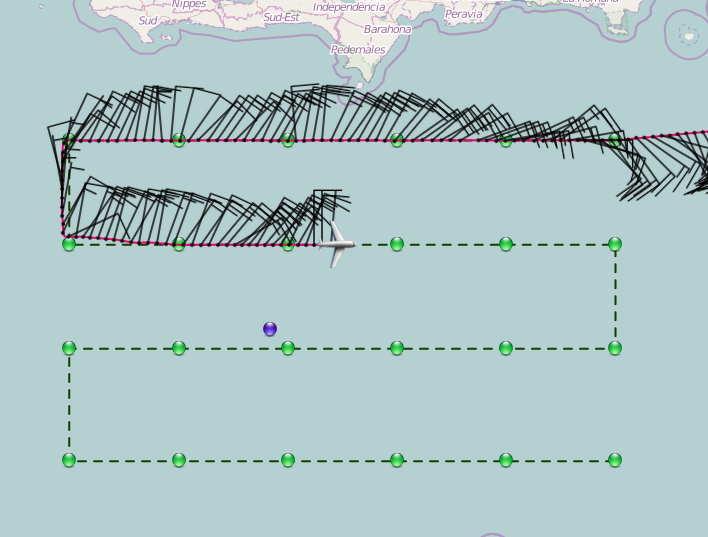 Nippes
Independencia
La Romana
Sud
Sud-Est
Peravia
Barahona
Pedernales